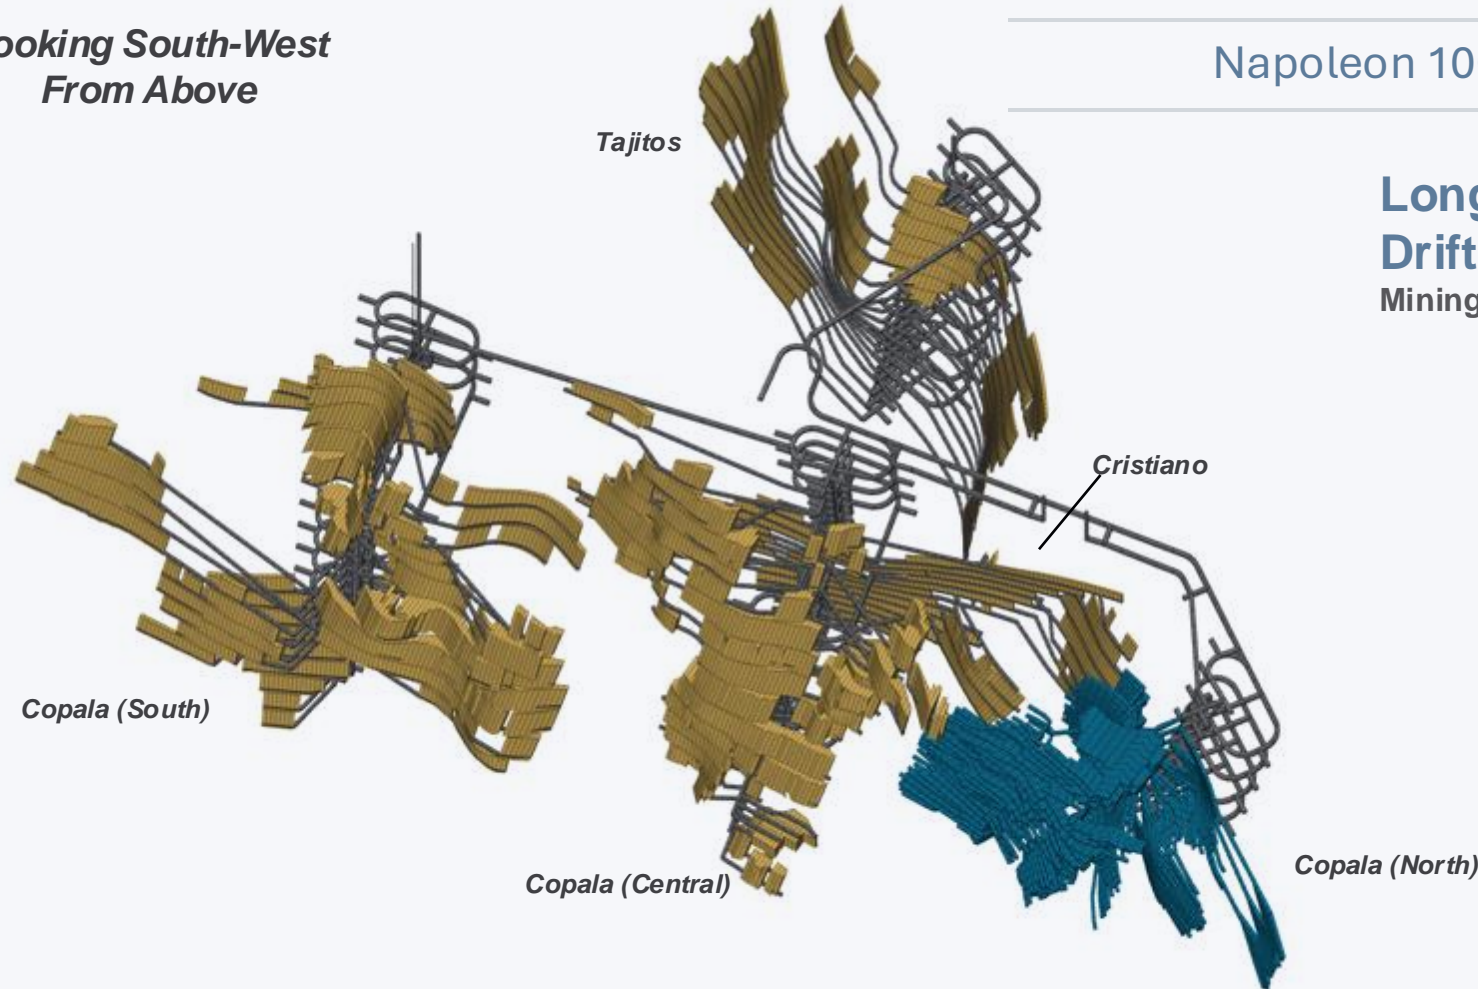 ooking South-West
From Above
Napoleon 10
Tajitos
Long
Drift
Mining
Cristiano
Copala (South)
Copala (Central)
Copala (North)